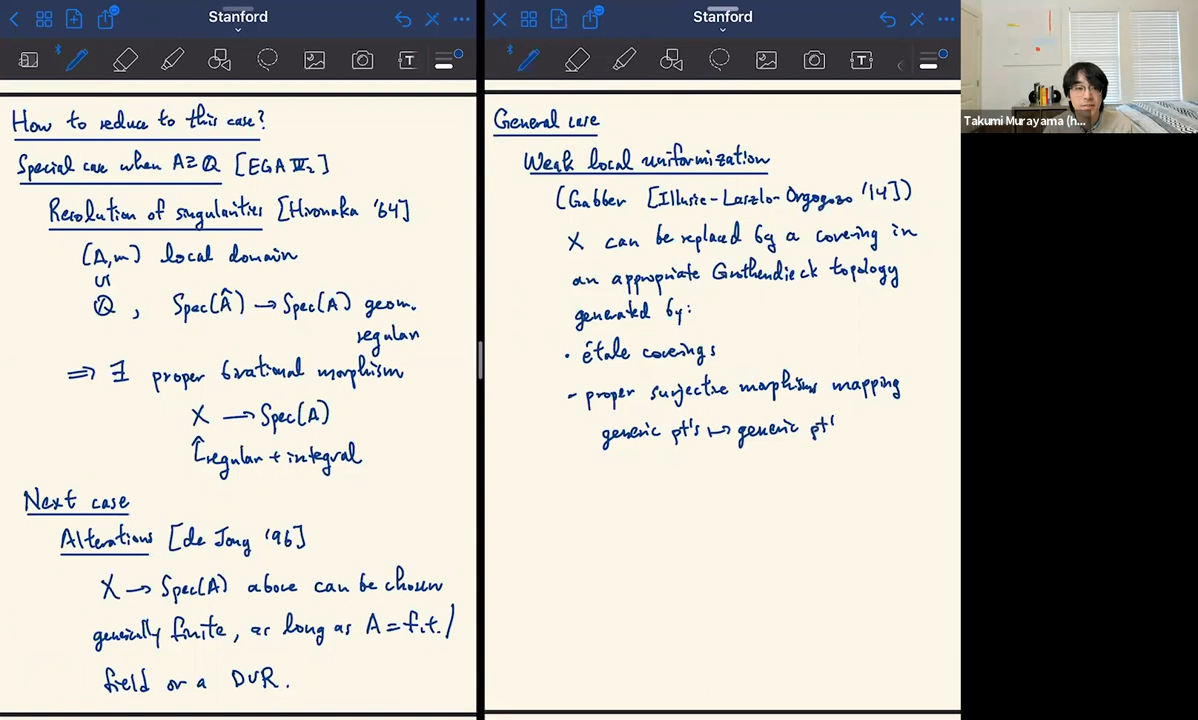 Stanford
How to reduce to this case?
Special case when A ⊇ ℚ [EGA IV₂]
Resolution of singularities [Hironaka '64]
(A,m) local domain
∪|
ℚ , Spec(Â) → Spec(A) geom.
regular
⇒ ∃ proper birational morphism
X → Spec(A)
↑ regular + integral
Next case
Alterations [de Jong '96]
X → Spec(A) above can be chosen
generically finite, as long as A = f.t./
field or a DVR.
Stanford
General case
Weak local uniformization
(Gabber [Illusie-Laszlo-Orgogozo '14])
X can be replaced by a covering in
an appropriate Grothendieck topology
generated by:
• étale coverings
- proper surjective morphisms mapping
generic pt's ↦ generic pt'
Takumi Murayama (h...